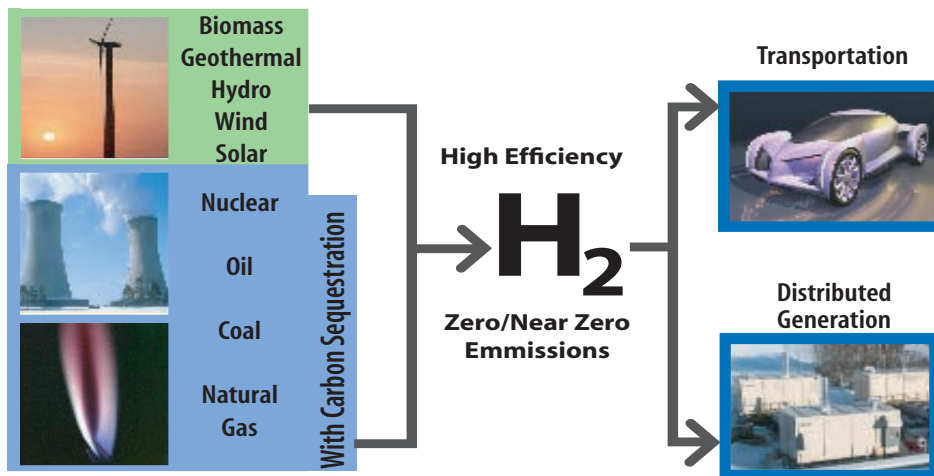 Biomass
Geothermal
Hydro
Wind
Solar
Nuclear
Oil
Coal
Natural
Gas
With Carbon Sequestration
High Efficiency
H2
Zero/Near Zero
Emmissions
Transportation
Distributed
Generation